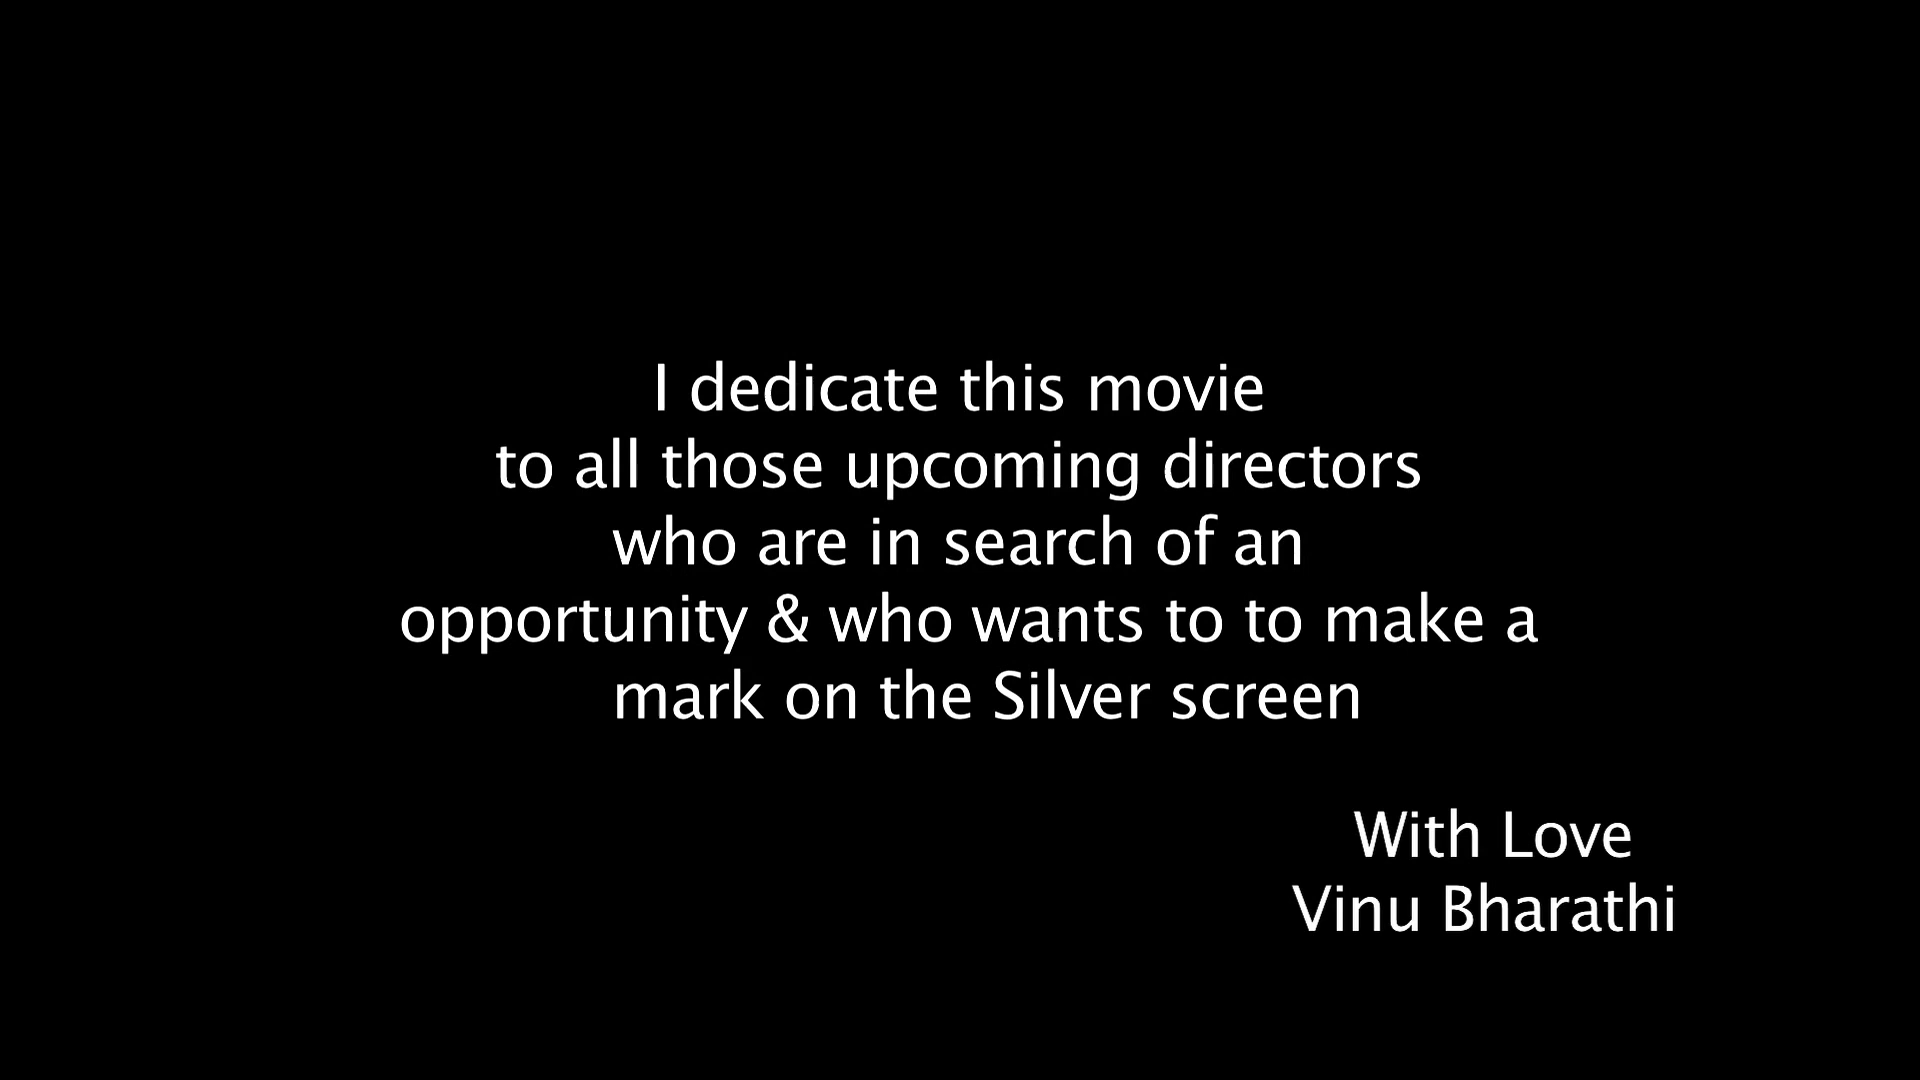 I dedicate this movie
to all those upcoming directors
who are in search of an
opportunity & who wants to to make a
mark on the Silver screen
With Love
Vinu Bharathi